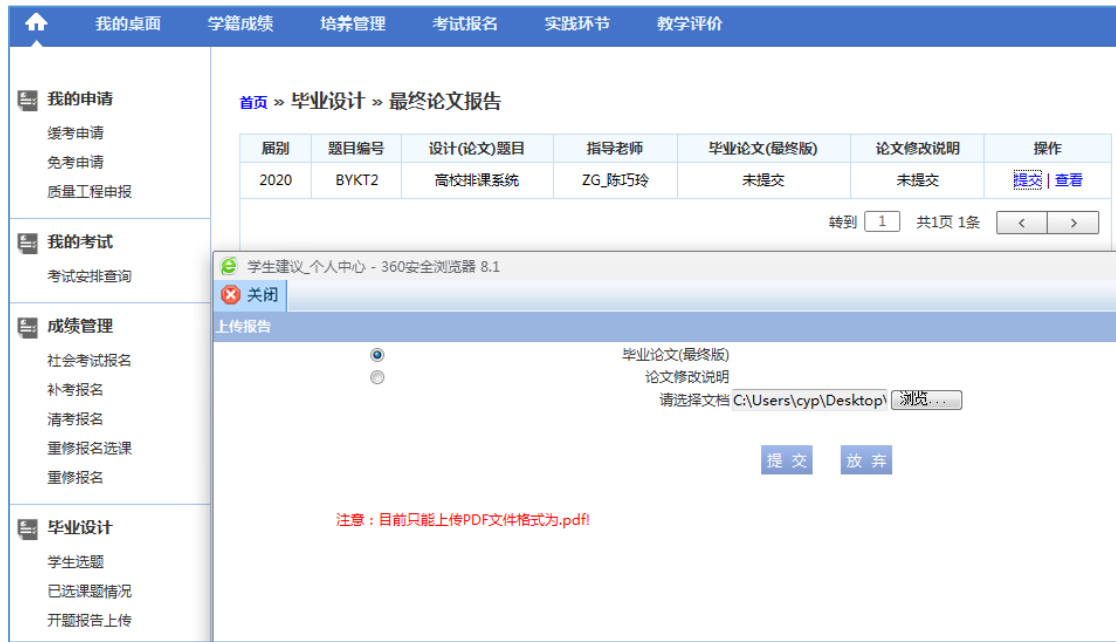 我的桌面 学籍成绩 培养管理 考试报名 实践环节 教学评价
我的申请
缓考申请
免考申请
质量工程申报
我的考试
考试安排查询
成绩管理
社会考试报名
补考报名
清考报名
重修报名选课
重修报名
毕业设计
学生选题
已选课题情况
开题报告上传
首页 » 毕业设计 » 最终论文报告
届别 题目编号 设计(论文)题目 指导老师 毕业论文(最终版) 论文修改说明 操作
2020 BYKT2 高校排课系统 ZG_陈巧玲 未提交 未提交 提交 | 查看
转到 1 共1页 1条 < >
学生建议_个人中心 - 360安全浏览器 8.1
关闭
上传报告
毕业论文(最终版)
论文修改说明
请选择文档 C:\Users\cyp\Desktop\ 浏览...
提 交 放 弃
注意：目前只能上传PDF文件格式为.pdf!